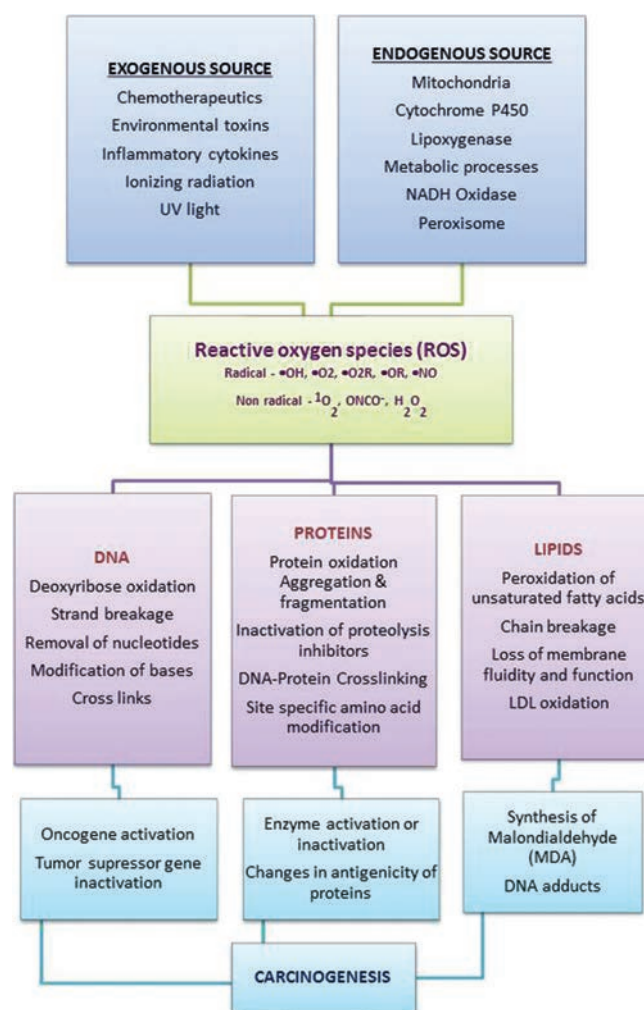 EXOGENOUS SOURCE
Chemotherapeutics
Environmental toxins
Inflammatory cytokines
Ionizing radiation
UV light
ENDOGENOUS SOURCE
Mitochondria
Cytochrome P450
Lipoxygenase
Metabolic processes
NADH Oxidase
Peroxisome
Reactive oxygen species (ROS)
Radical - •OH, •O2, •O2R, •OR, •NO
Non radical - ¹O₂, ONCO⁻, H₂O₂
DNA
Deoxyribose oxidation
Strand breakage
Removal of nucleotides
Modification of bases
Cross links
PROTEINS
Protein oxidation
Aggregation &
fragmentation
Inactivation of proteolysis
inhibitors
DNA-Protein Crosslinking
Site specific amino acid
modification
LIPIDS
Peroxidation of
unsaturated fatty acids
Chain breakage
Loss of membrane
fluidity and function
LDL oxidation
Oncogene activation
Tumor supressor gene
inactivation
Enzyme activation or
inactivation
Changes in antigenicity of
proteins
Synthesis of
Malondialdehyde
(MDA)
DNA adducts
CARCINOGENESIS